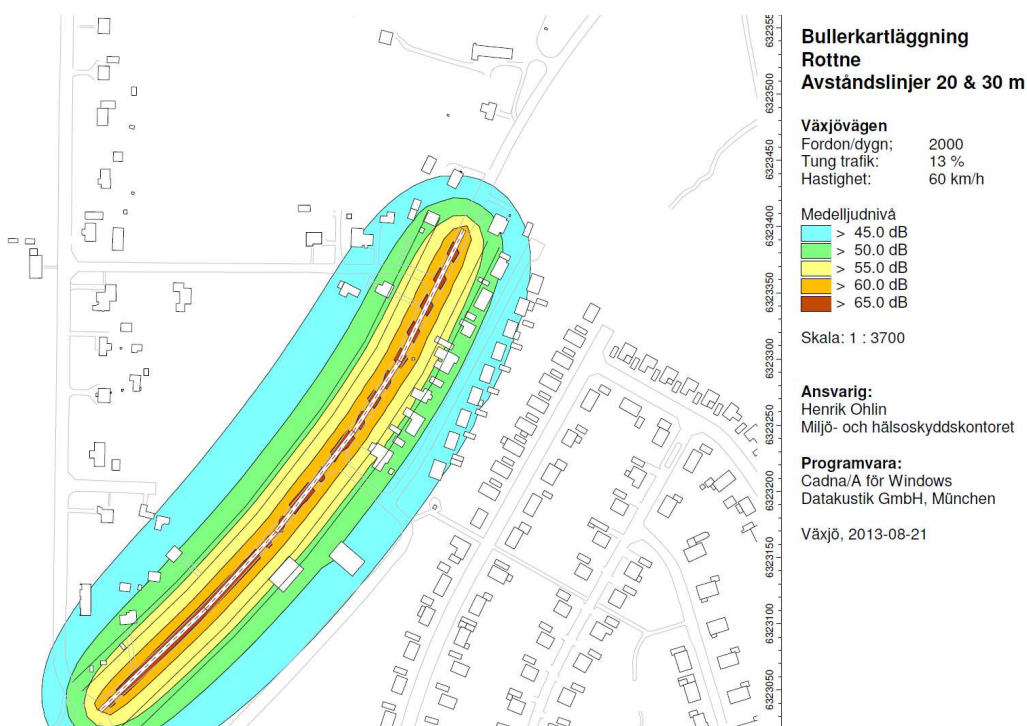 Bullerkartläggning
Rottne
Avståndslinjer 20 & 30 m
Växjövägen
Fordon/dygn; 2000
Tung trafik: 13 %
Hastighet: 60 km/h
Medelljudnivå
> 45.0 dB
> 50.0 dB
> 55.0 dB
> 60.0 dB
> 65.0 dB
Skala: 1 : 3700
Ansvarig:
Henrik Ohlin
Miljö- och hälsoskyddskontoret
Programvara:
Cadna/A för Windows
Datakustik GmbH, München
Växjö, 2013-08-21
6323500
6323450
6323400
6323350
6323300
6323250
6323200
6323150
6323100
6323050